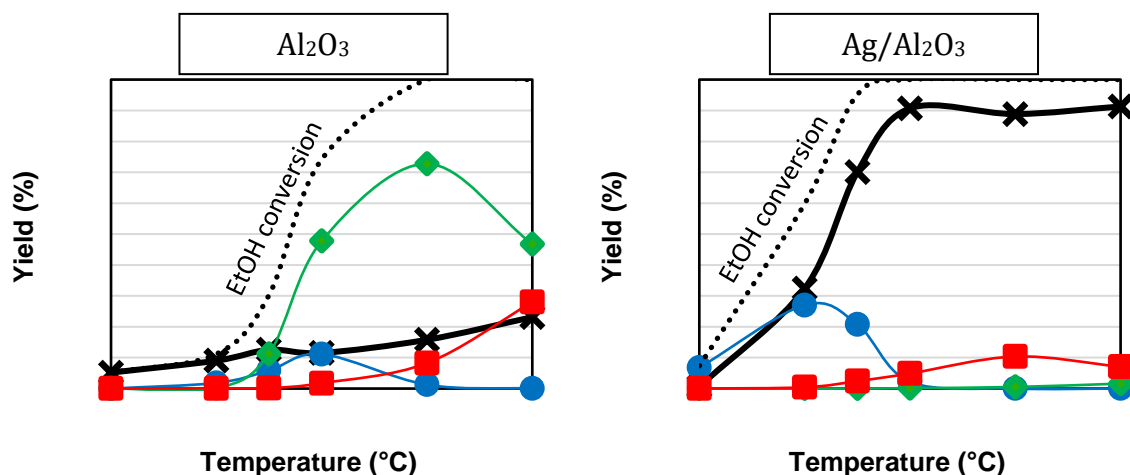 Al₂O₃
Ag/Al₂O₃
Yield (%)
EtOH conversion
Temperature (°C)
Yield (%)
EtOH conversion
Temperature (°C)